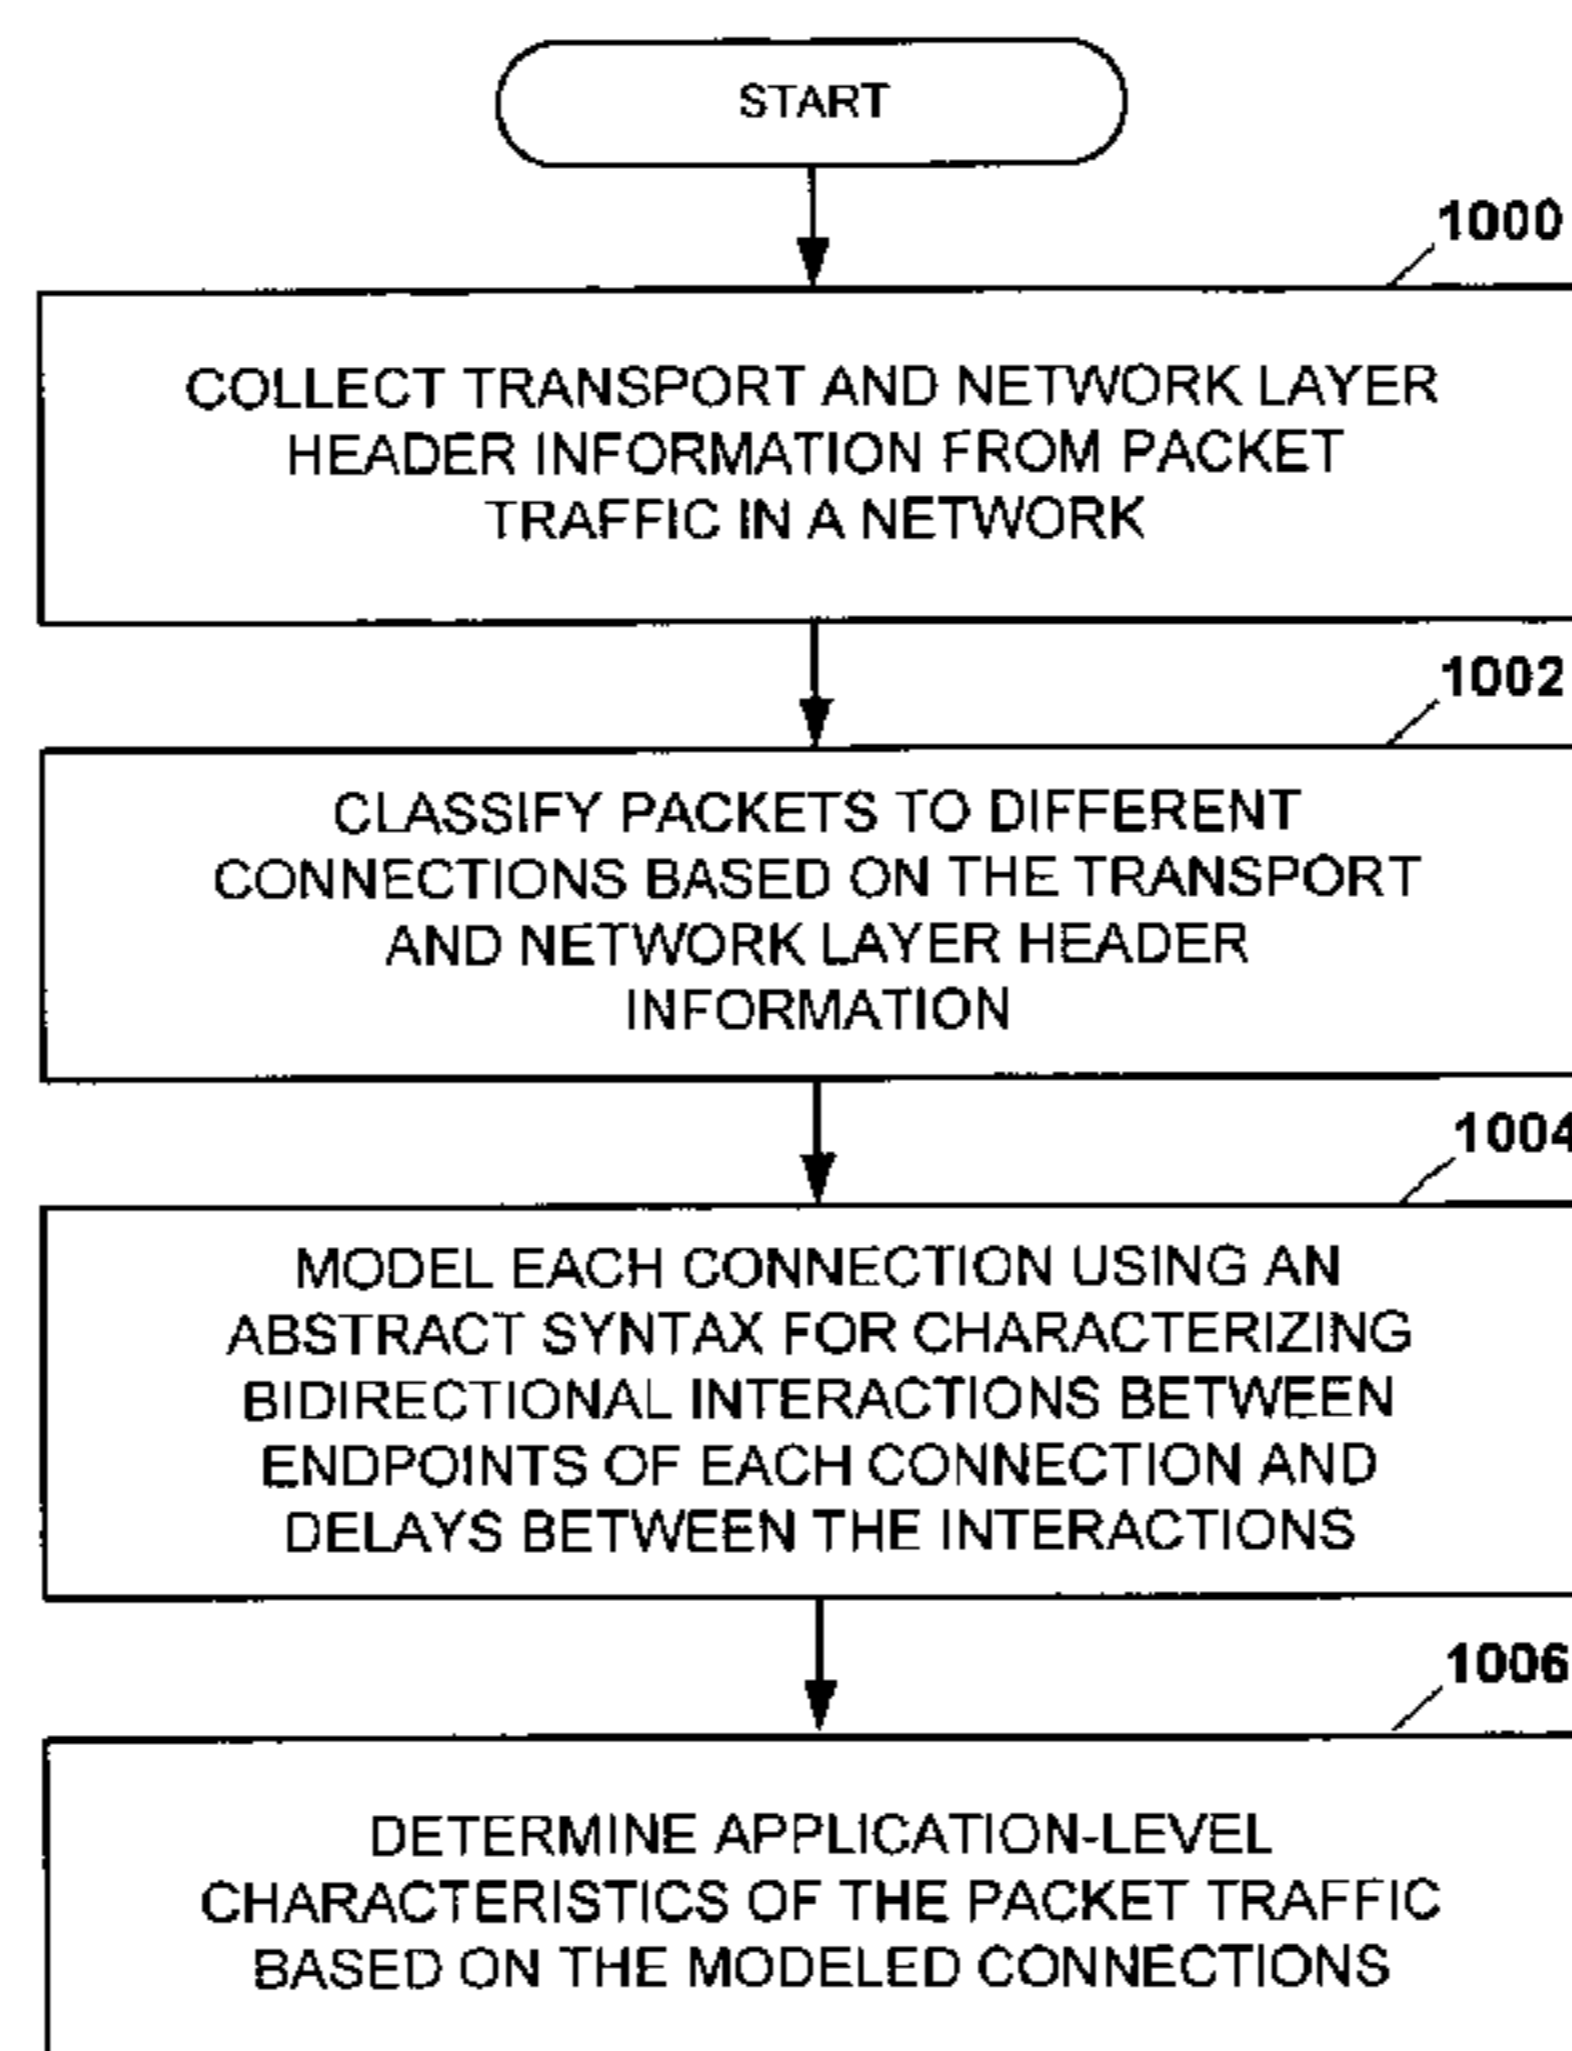 START
1000
COLLECT TRANSPORT AND NETWORK LAYER
HEADER INFORMATION FROM PACKET
TRAFFIC IN A NETWORK
1002
CLASSIFY PACKETS TO DIFFERENT
CONNECTIONS BASED ON THE TRANSPORT
AND NETWORK LAYER HEADER
INFORMATION
1004
MODEL EACH CONNECTION USING AN
ABSTRACT SYNTAX FOR CHARACTERIZING
BIDIRECTIONAL INTERACTIONS BETWEEN
ENDPOINTS OF EACH CONNECTION AND
DELAYS BETWEEN THE INTERACTIONS
1006
DETERMINE APPLICATION-LEVEL
CHARACTERISTICS OF THE PACKET TRAFFIC
BASED ON THE MODELED CONNECTIONS